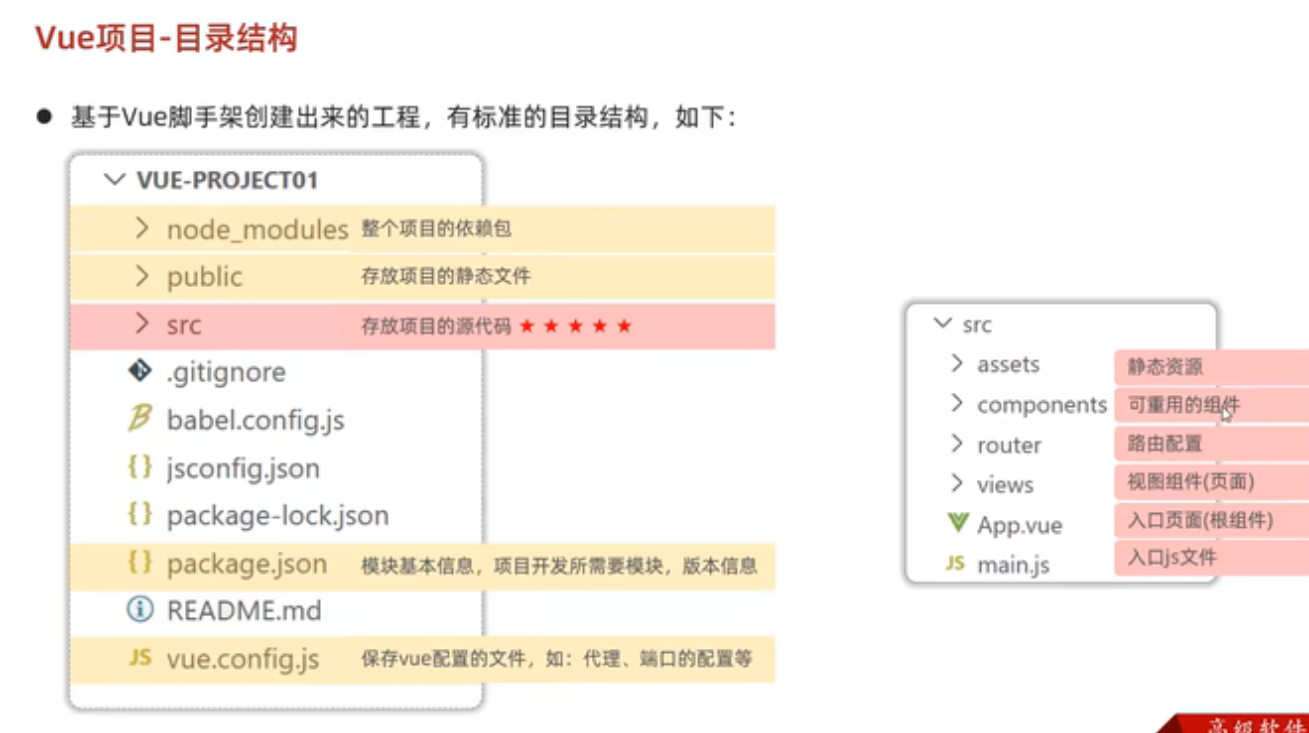 Vue项目-目录结构
● 基于Vue脚手架创建出来的工程，有标准的目录结构，如下：
VUE-PROJECT01
node_modules 整个项目的依赖包
public 存放项目的静态文件
src 存放项目的源代码 ★ ★ ★ ★ ★
.gitignore
babel.config.js
jsconfig.json
package-lock.json
package.json 模块基本信息，项目开发所需要模块，版本信息
README.md
JS vue.config.js 保存vue配置的文件，如：代理、端口的配置等
src
assets 静态资源
components 可重用的组件
router 路由配置
views 视图组件(页面)
App.vue 入口页面(根组件)
JS main.js 入口js文件
高级软件